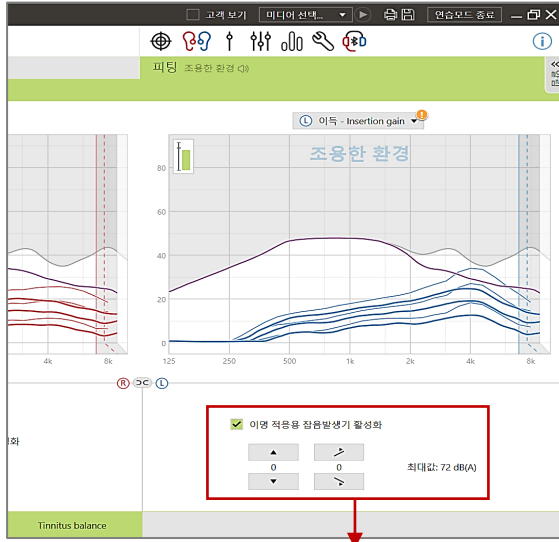 고객 보기 미디어 선택... 연습모드 종료
피팅 조용한 환경
L 이득 - Insertion gain
조용한 환경
80
60
40
20
0
4k 8k
125 250 500 1k 2k 4k 8k
R L
화
이명 적응용 잡음발생기 활성화
0 0 최대값: 72 dB(A)
Tinnitus balance